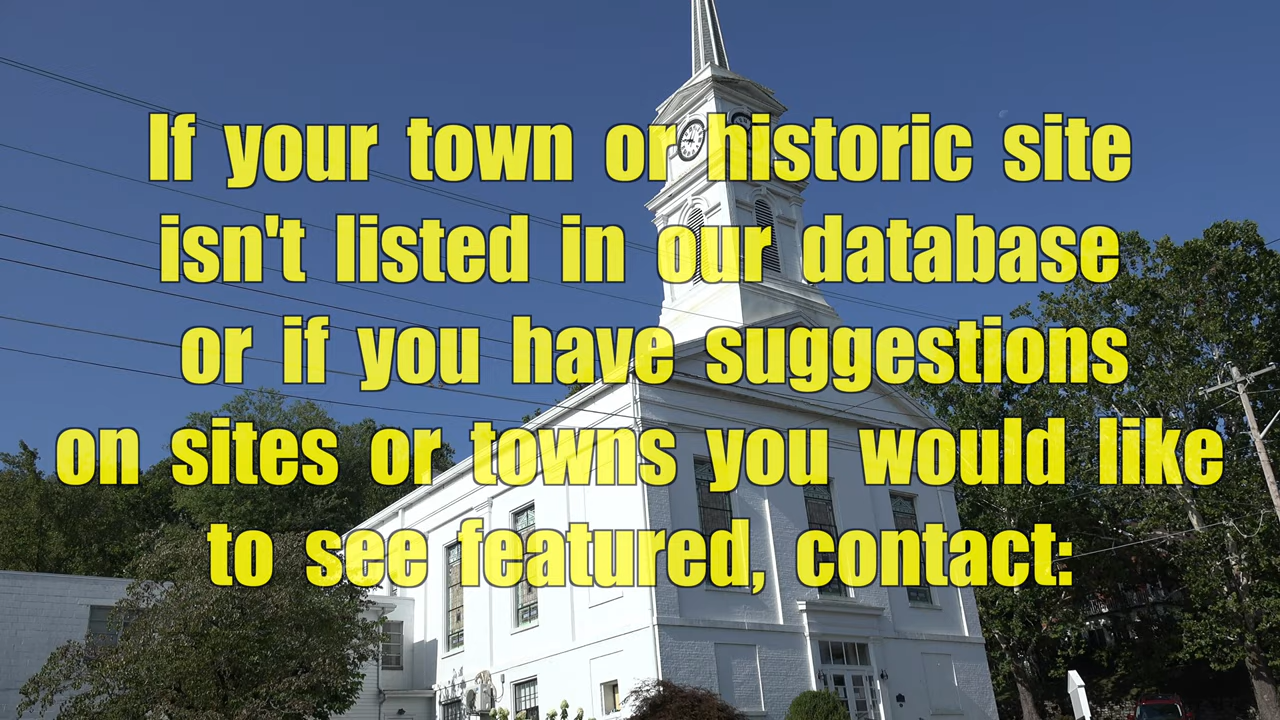 If your town or historic site
isn't listed in our database
or if you have suggestions
on sites or towns you would like
to see featured, contact: